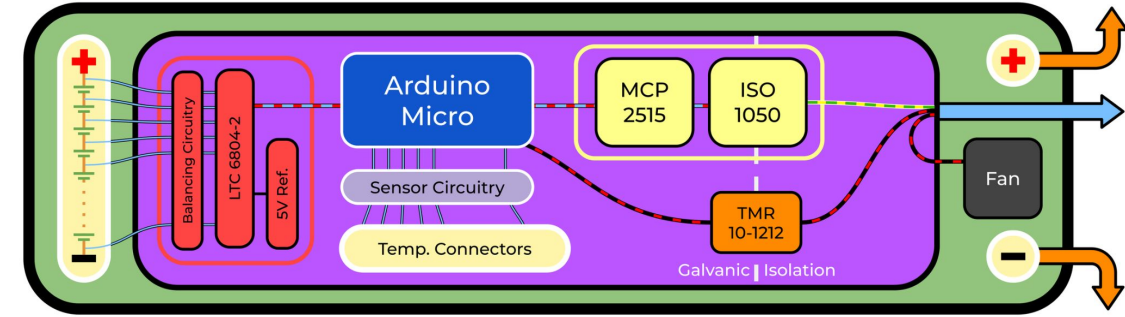 +
Balancing Circuitry
LTC 6804-2
5V Ref.
Arduino
Micro
Sensor Circuitry
Temp. Connectors
MCP
2515
ISO
1050
TMR
10-1212
Galvanic
Isolation
Fan
+
−
−